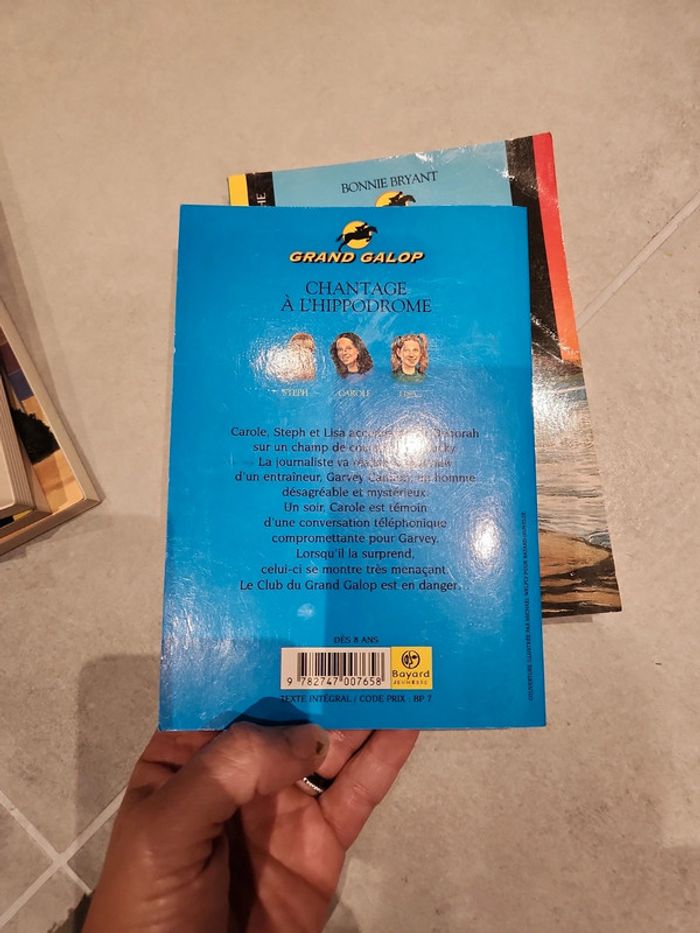 BONNIE BRYANT
GRAND GALOP
CHANTAGE
À L'HIPPODROME
STEPH CAROLE LISA
Carole, Steph et Lisa
sur un champ de
La journaliste va
d'un entraîneur, Garvey un homme
désagréable et mystérieux.
Un soir, Carole est témoin
d'une conversation téléphonique
compromettante pour Garvey.
Lorsqu'il la surprend,
celui-ci se montre très menaçant.
Le Club du Grand Galop est en danger...
DÈS 8 ANS
9 782747 007658
Bayard
JEUNESSE
TEXTE INTÉGRAL / CODE PRIX : BP 7